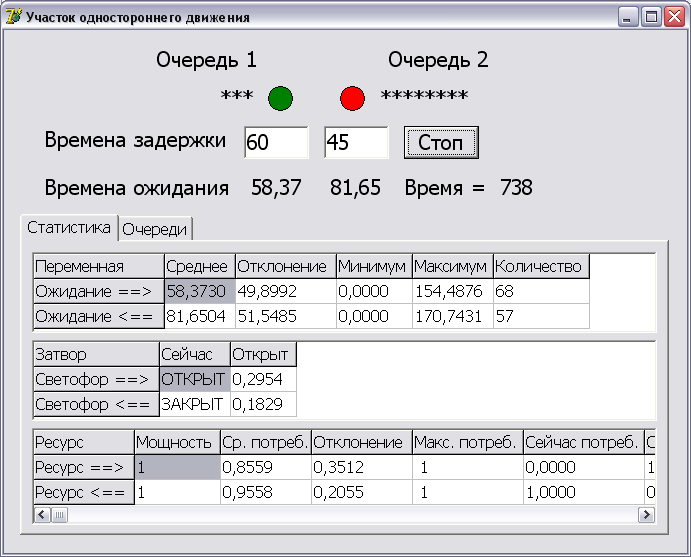 Участок одностороннего движения
Очередь 1 Очередь 2
*** ********
Времена задержки 60 45 Стоп
Времена ожидания 58,37 81,65 Время = 738
Статистика Очереди
Переменная Среднее Отклонение Минимум Максимум Количество
Ожидание ==> 58,3730 49,8992 0,0000 154,4876 68
Ожидание <== 81,6504 51,5485 0,0000 170,7431 57
Затвор Сейчас Открыт
Светофор ==> ОТКРЫТ 0,2954
Светофор <== ЗАКРЫТ 0,1829
Ресурс Мощность Ср. потреб. Отклонение Макс. потреб. Сейчас потреб. С
Ресурс ==> 1 0,8559 0,3512 1 0,0000 1
Ресурс <== 1 0,9558 0,2055 1 1,0000 0